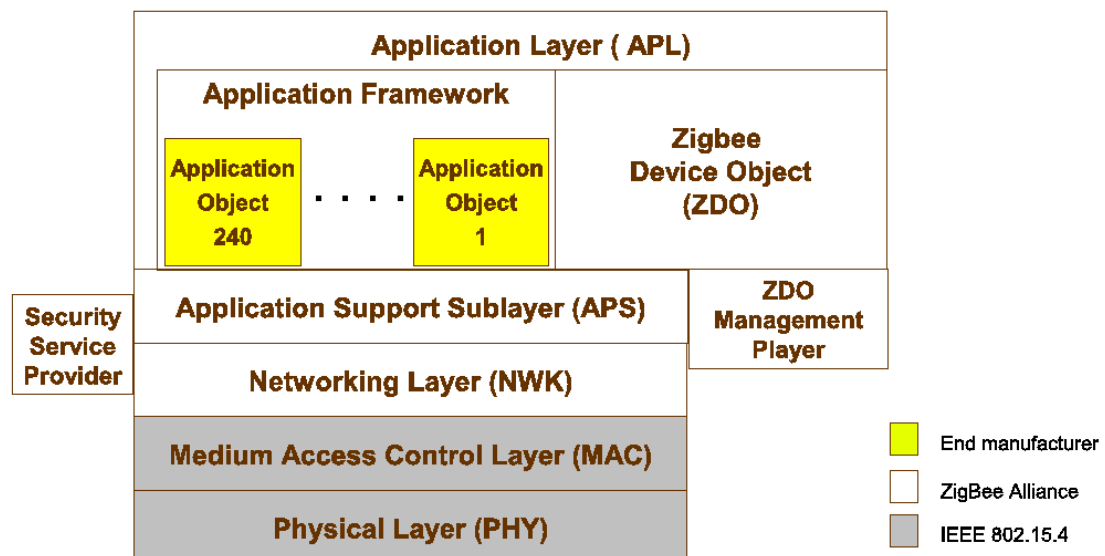 Application Layer ( APL)
Application Framework
Application
Object
240
. . . .
Application
Object
1
Zigbee
Device Object
(ZDO)
Security
Service
Provider
Application Support Sublayer (APS)
ZDO
Management
Player
Networking Layer (NWK)
Medium Access Control Layer (MAC)
Physical Layer (PHY)
End manufacturer
ZigBee Alliance
IEEE 802.15.4